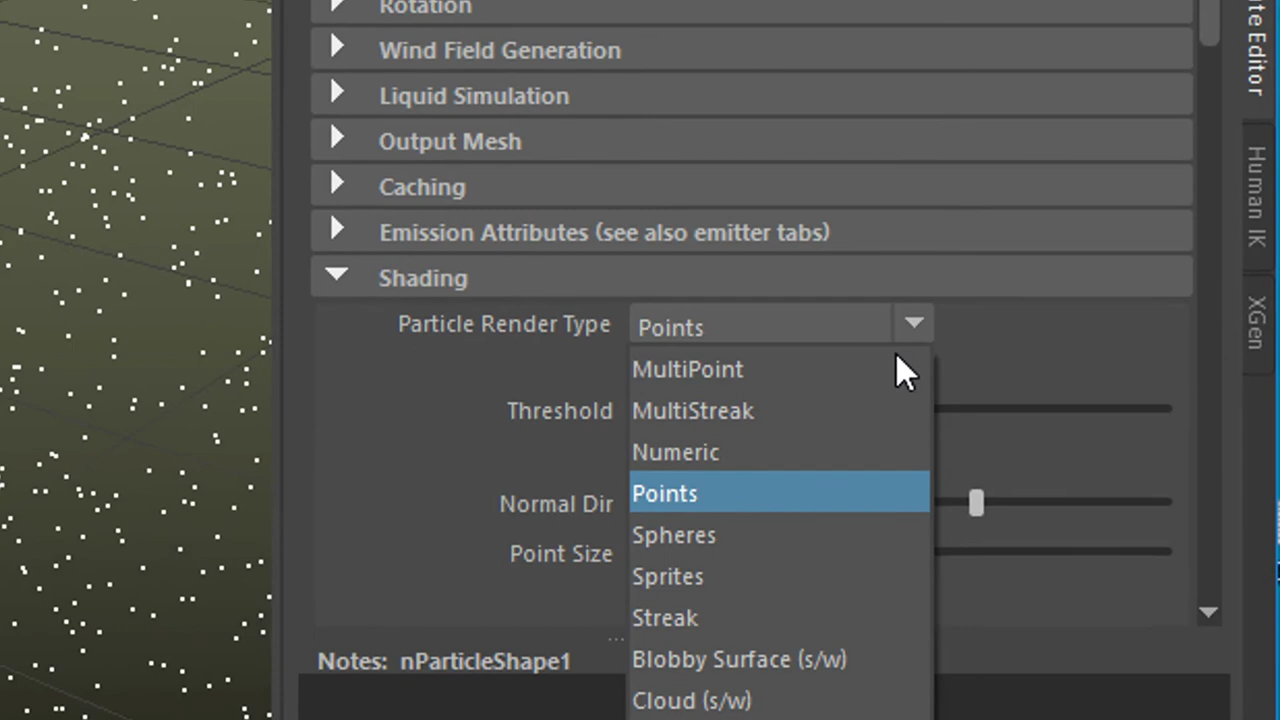 Rotation
Wind Field Generation
Liquid Simulation
Output Mesh
Caching
Emission Attributes (see also emitter tabs)
Shading
Particle Render Type Points
MultiPoint
Threshold MultiStreak
Numeric
Points
Normal Dir
Spheres
Point Size
Sprites
Streak
Blobby Surface (s/w)
Notes: nParticleShape1
Cloud (s/w)
Editor
Human IK
XGen